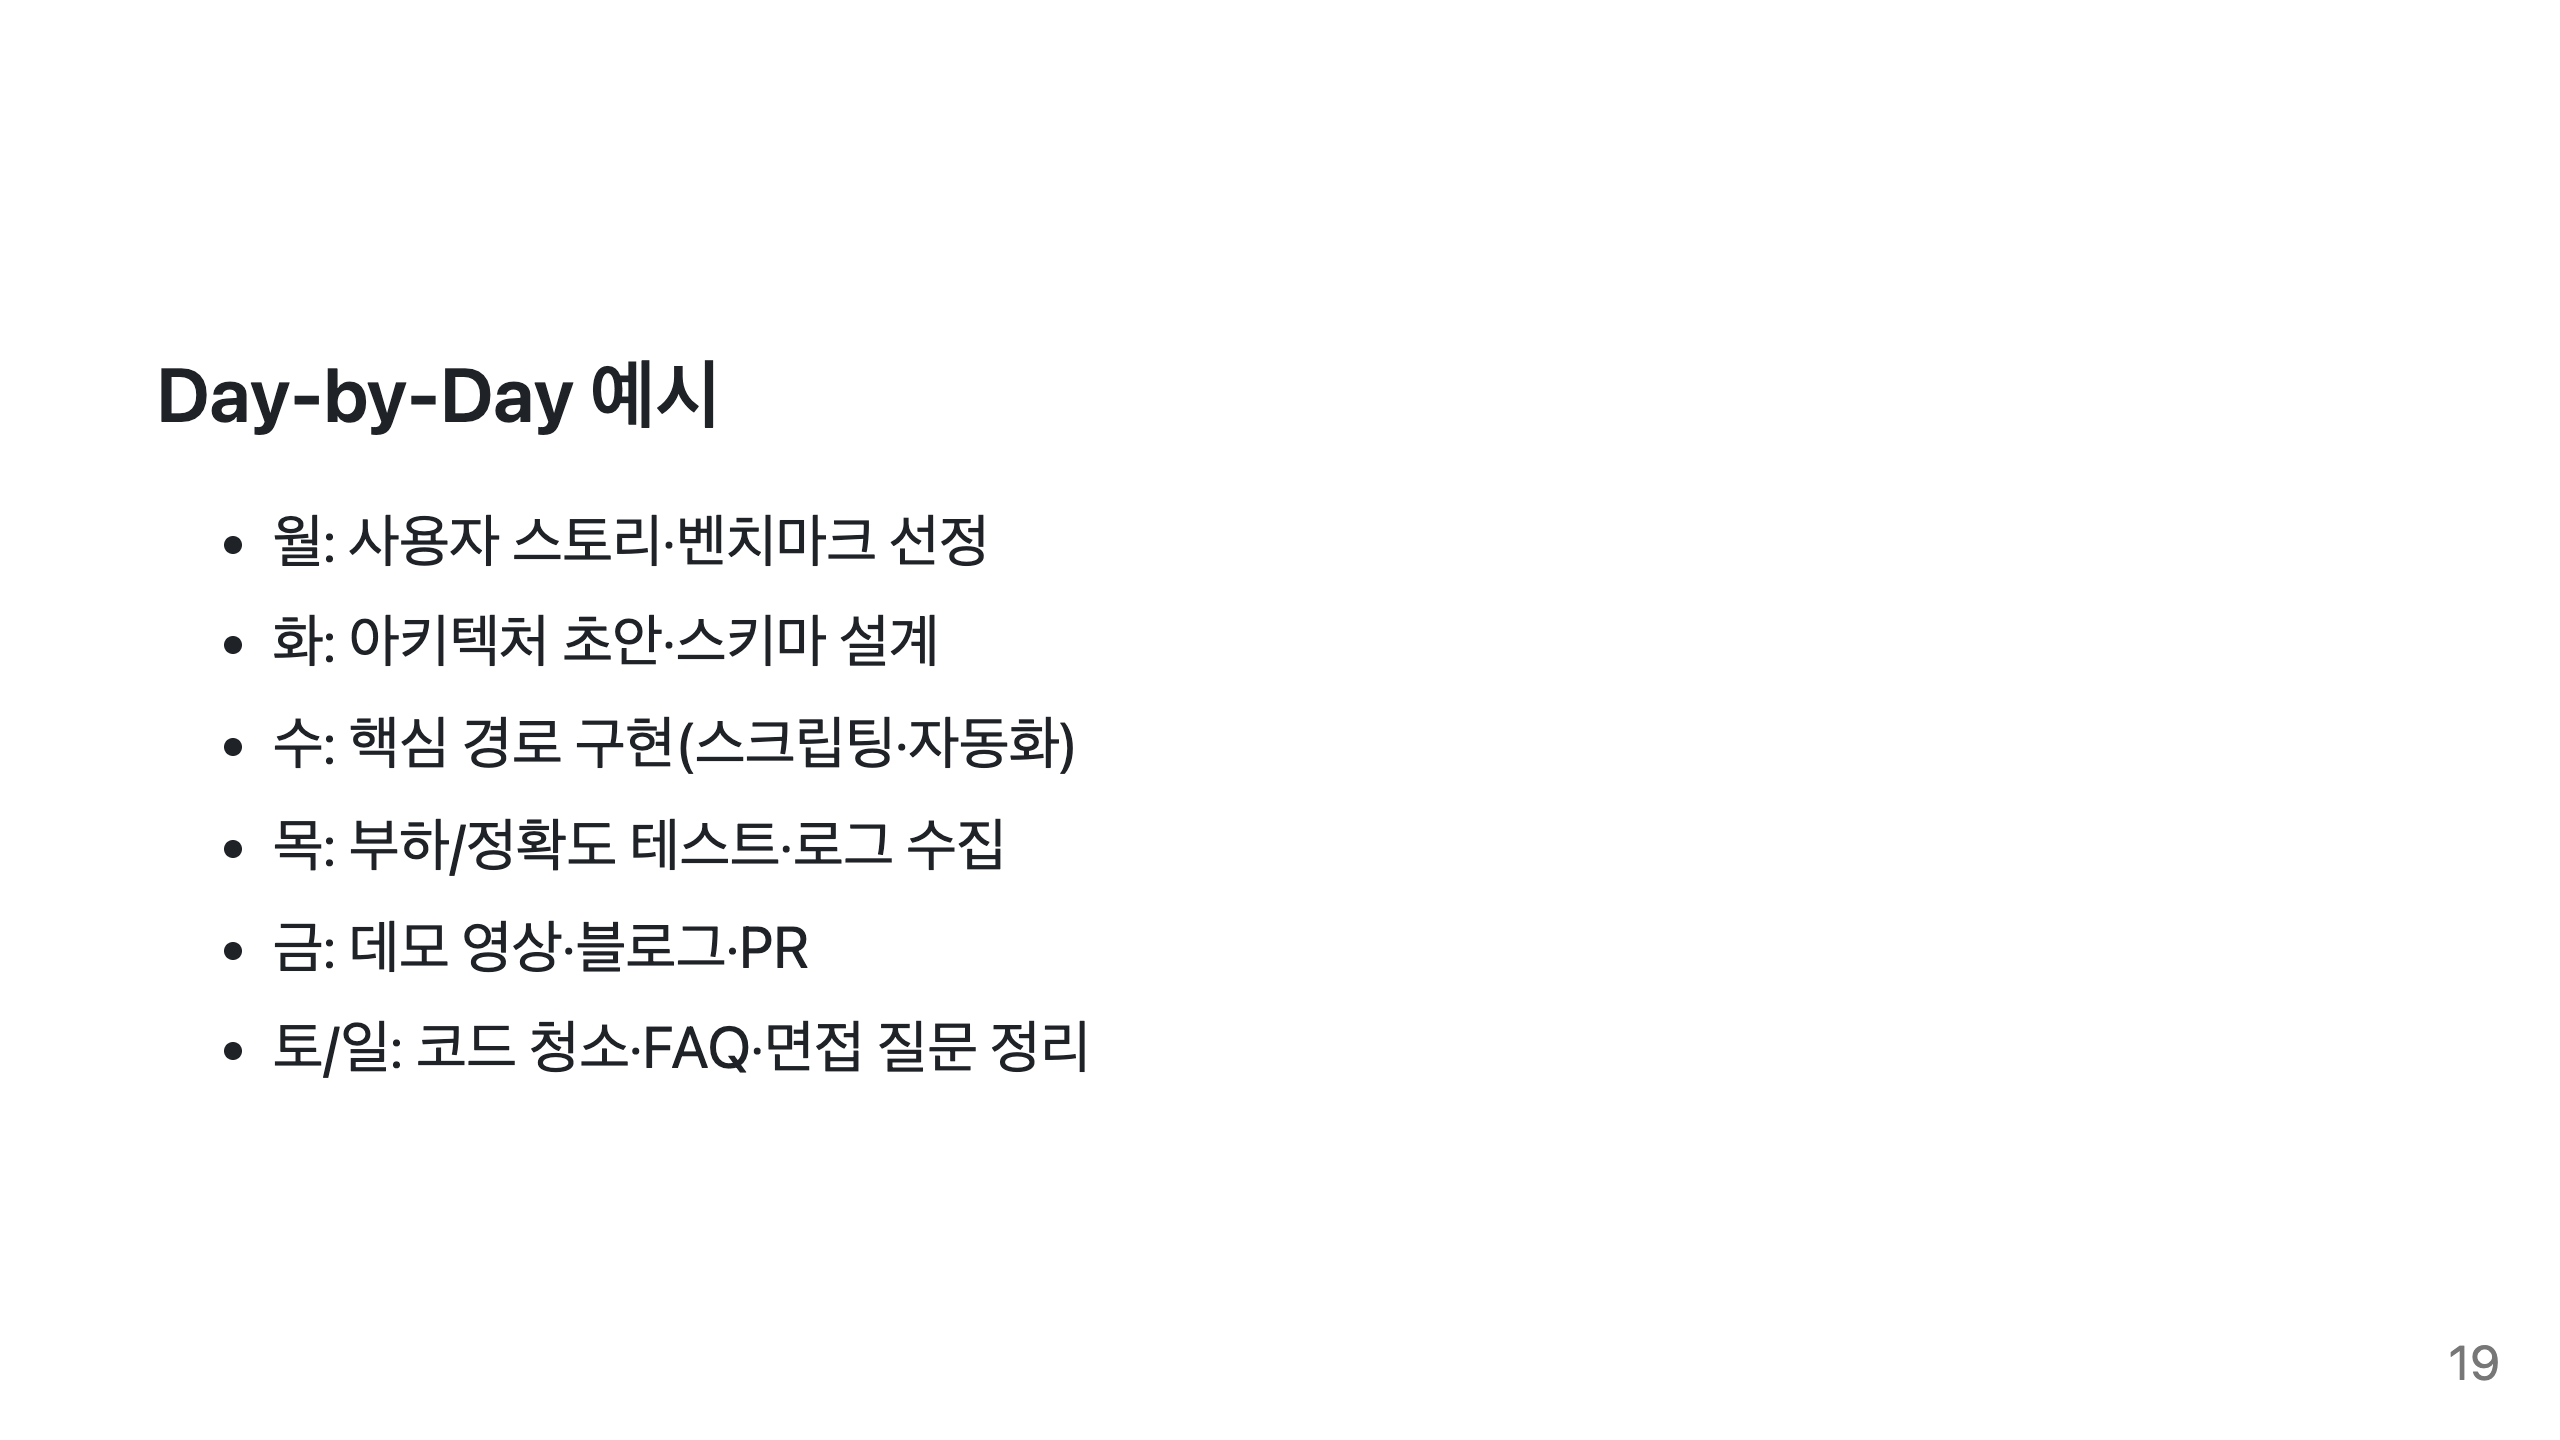 Day-by-Day 예시
• 월: 사용자 스토리·벤치마크 선정
• 화: 아키텍처 초안·스키마 설계
• 수: 핵심 경로 구현(스크립팅·자동화)
• 목: 부하/정확도 테스트·로그 수집
• 금: 데모 영상·블로그·PR
• 토/일: 코드 청소·FAQ·면접 질문 정리
19